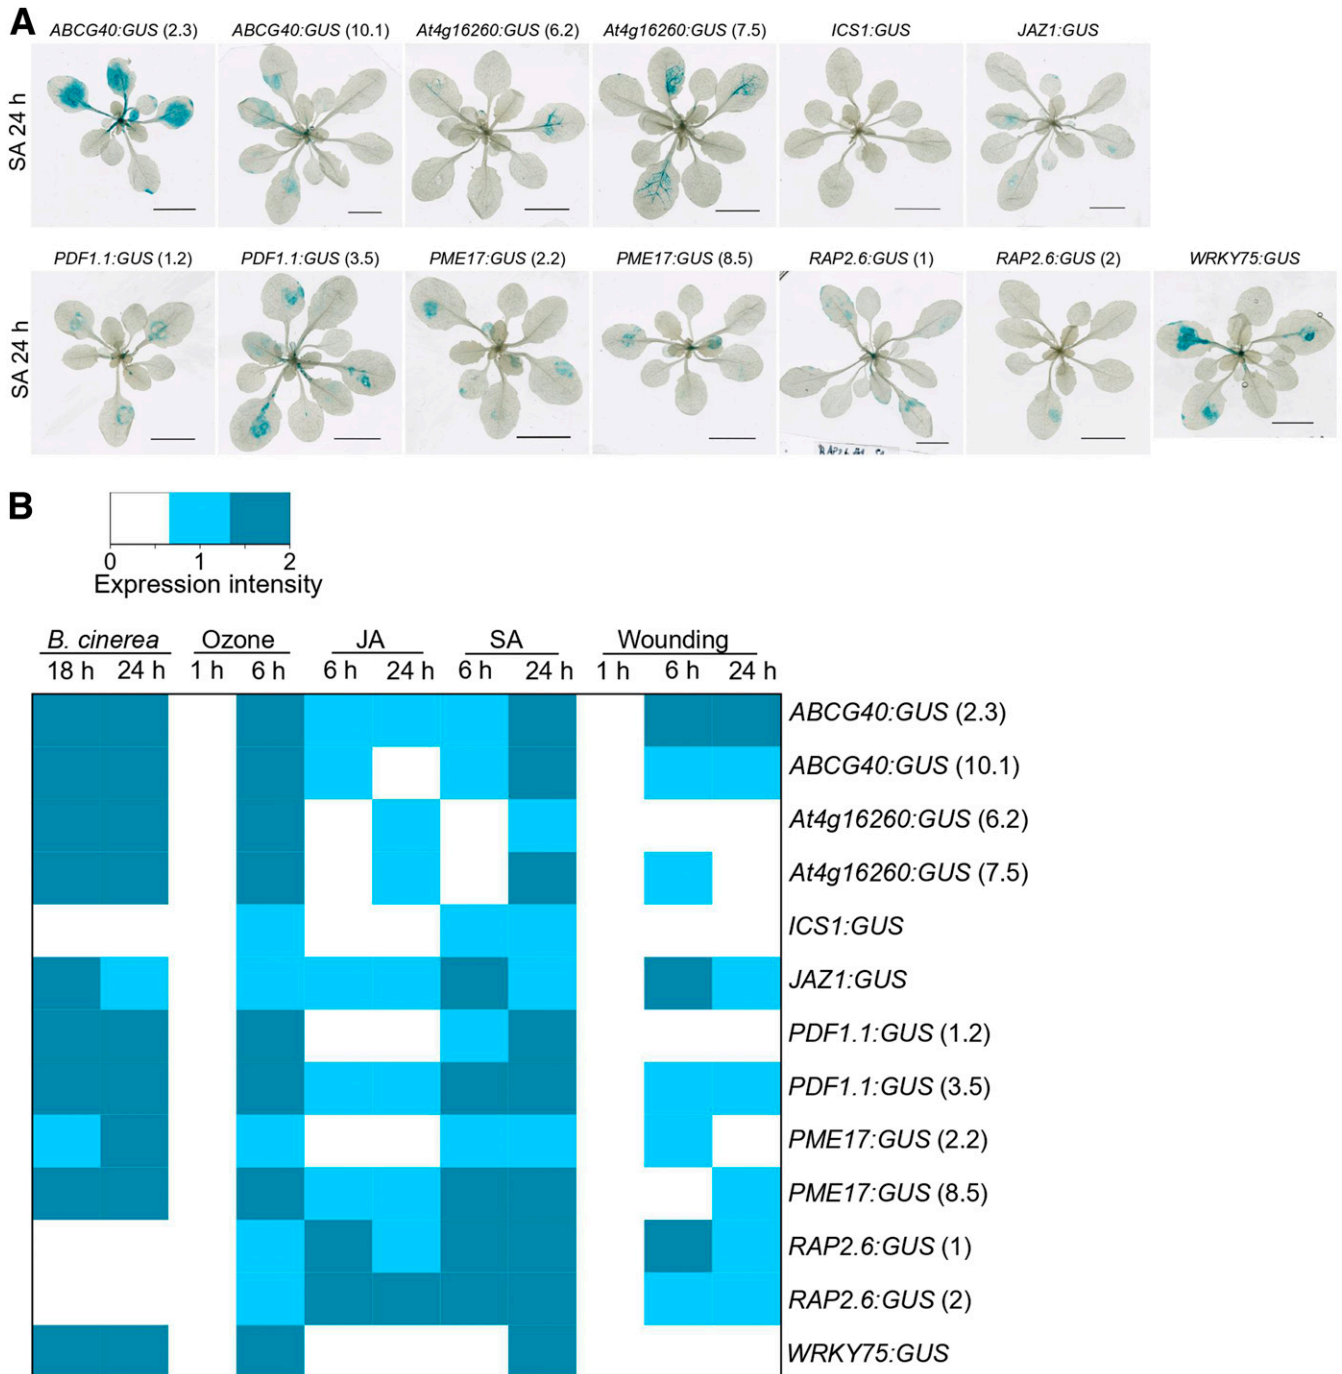 A
ABCG40:GUS (2.3) ABCG40:GUS (10.1) At4g16260:GUS (6.2) At4g16260:GUS (7.5) ICS1:GUS JAZ1:GUS
SA 24 h
PDF1.1:GUS (1.2) PDF1.1:GUS (3.5) PME17:GUS (2.2) PME17:GUS (8.5) RAP2.6:GUS (1) RAP2.6:GUS (2) WRKY75:GUS
SA 24 h
B
0 1 2
Expression intensity
B. cinerea Ozone JA SA Wounding
18 h 24 h 1 h 6 h 6 h 24 h 6 h 24 h 1 h 6 h 24 h
ABCG40:GUS (2.3)
ABCG40:GUS (10.1)
At4g16260:GUS (6.2)
At4g16260:GUS (7.5)
ICS1:GUS
JAZ1:GUS
PDF1.1:GUS (1.2)
PDF1.1:GUS (3.5)
PME17:GUS (2.2)
PME17:GUS (8.5)
RAP2.6:GUS (1)
RAP2.6:GUS (2)
WRKY75:GUS